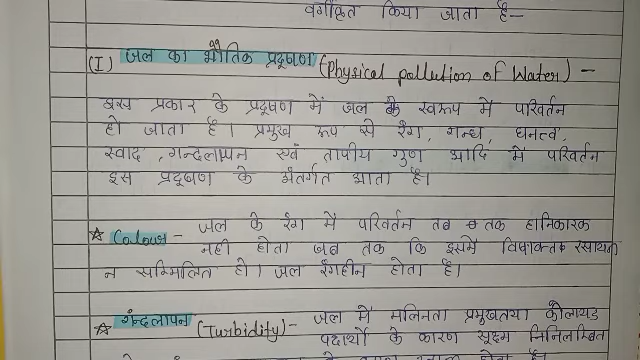 वर्गीकृत किया जाता है—
(I) जल का भौतिक प्रदूषण (Physical pollution of Water) –
इस प्रकार के प्रदूषण में जल के स्वरूप में परिवर्तन
हो जाता है। प्रमुख रूप से रंग, गन्ध, घनत्व,
स्वाद, गन्दलापन एवं तापीय गुण आदि में परिवर्तन
इस प्रदूषण के अंतर्गत आता है।
☆ Colour – जल के रंग में परिवर्तन तब तक हानिकारक
नही होता जब तक कि इसमें विषाक्त रसायन
न सम्मिलित हो। जल रंगहीन होता है।
☆ गंन्दलापन (Turbidity) – जल में मलिनता प्रमुखतया कोलायड
पदार्थो के कारण सूक्ष्म